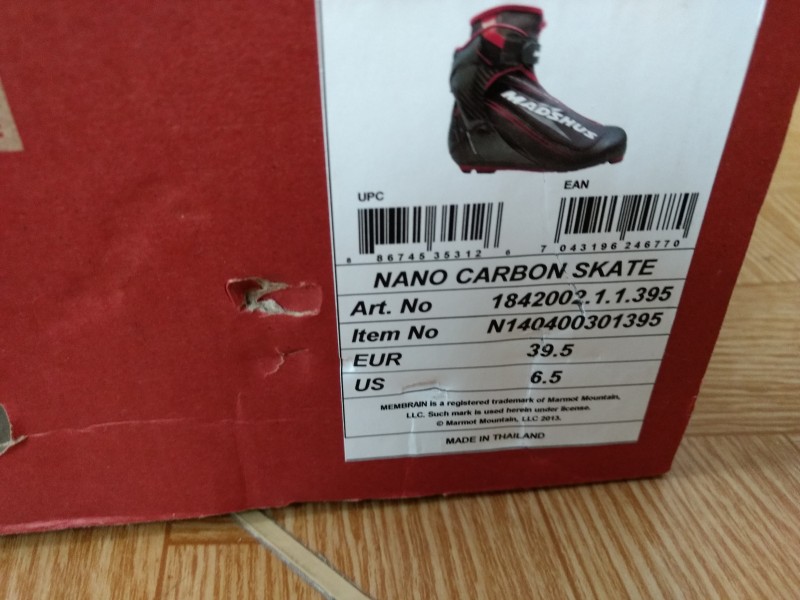 MADSHUS
UPC
EAN
6 86745 35312 6
7 043196 246770
NANO CARBON SKATE
Art. No 1842002.1.1.395
Item No N140400301395
EUR 39.5
US 6.5
MEMBRAIN is a registered trademark of Marmot Mountain,
LLC. Such mark is used herein under license.
© Marmot Mountain, LLC 2013.
MADE IN THAILAND